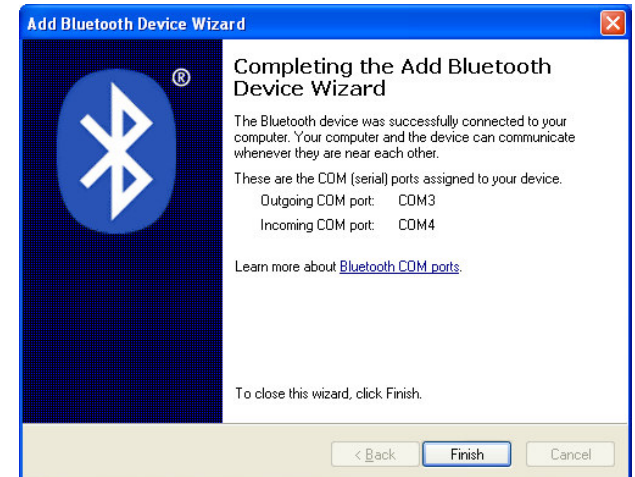 Add Bluetooth Device Wizard
®
Completing the Add Bluetooth
Device Wizard
The Bluetooth device was successfully connected to your
computer. Your computer and the device can communicate
whenever they are near each other.
These are the COM (serial) ports assigned to your device.
Outgoing COM port: COM3
Incoming COM port: COM4
Learn more about Bluetooth COM ports.
To close this wizard, click Finish.
< Back Finish Cancel